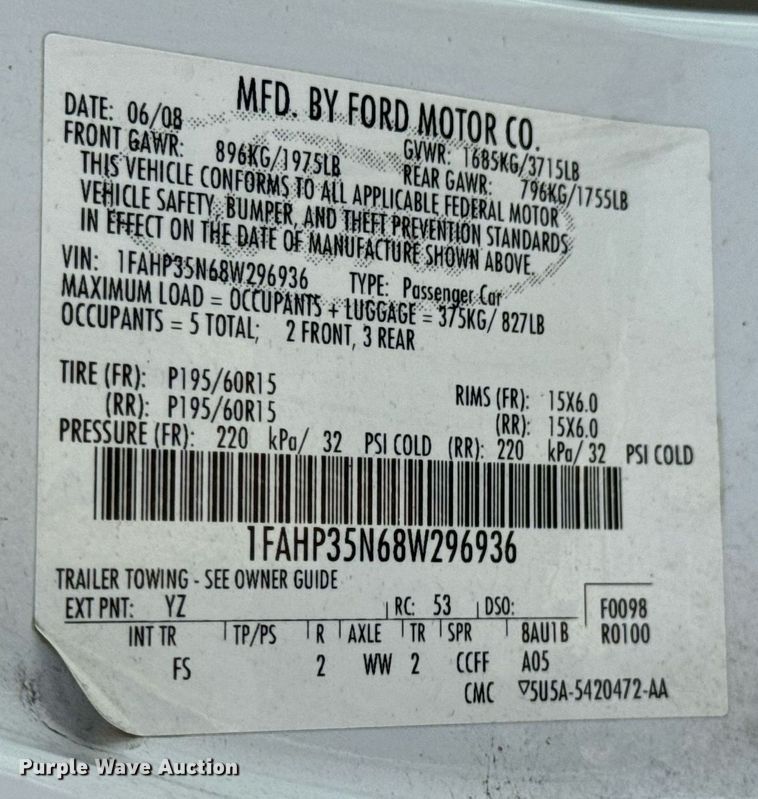 MFD. BY FORD MOTOR CO.
DATE: 06/08 GVWR: 1685KG/3715LB
FRONT GAWR: 896KG/1975LB REAR GAWR: 796KG/1755LB
THIS VEHICLE CONFORMS TO ALL APPLICABLE FEDERAL MOTOR
VEHICLE SAFETY, BUMPER, AND THEFT PREVENTION STANDARDS
IN EFFECT ON THE DATE OF MANUFACTURE SHOWN ABOVE.
VIN: 1FAHP35N68W296936 TYPE: Passenger Car
MAXIMUM LOAD = OCCUPANTS + LUGGAGE = 375KG/ 827LB
OCCUPANTS = 5 TOTAL; 2 FRONT, 3 REAR
TIRE (FR): P195/60R15 RIMS (FR): 15X6.0
(RR): P195/60R15 (RR): 15X6.0
PRESSURE (FR): 220 kPa/ 32 PSI COLD (RR): 220 kPa/ 32 PSI COLD
1FAHP35N68W296936
TRAILER TOWING - SEE OWNER GUIDE
EXT PNT: YZ RC: 53 DSO: F0098
INT TR TP/PS R AXLE TR SPR 8AU1B R0100
FS 2 WW 2 CCFF A05
CMC ▽5U5A-5420472-AA
Purple Wave Auction